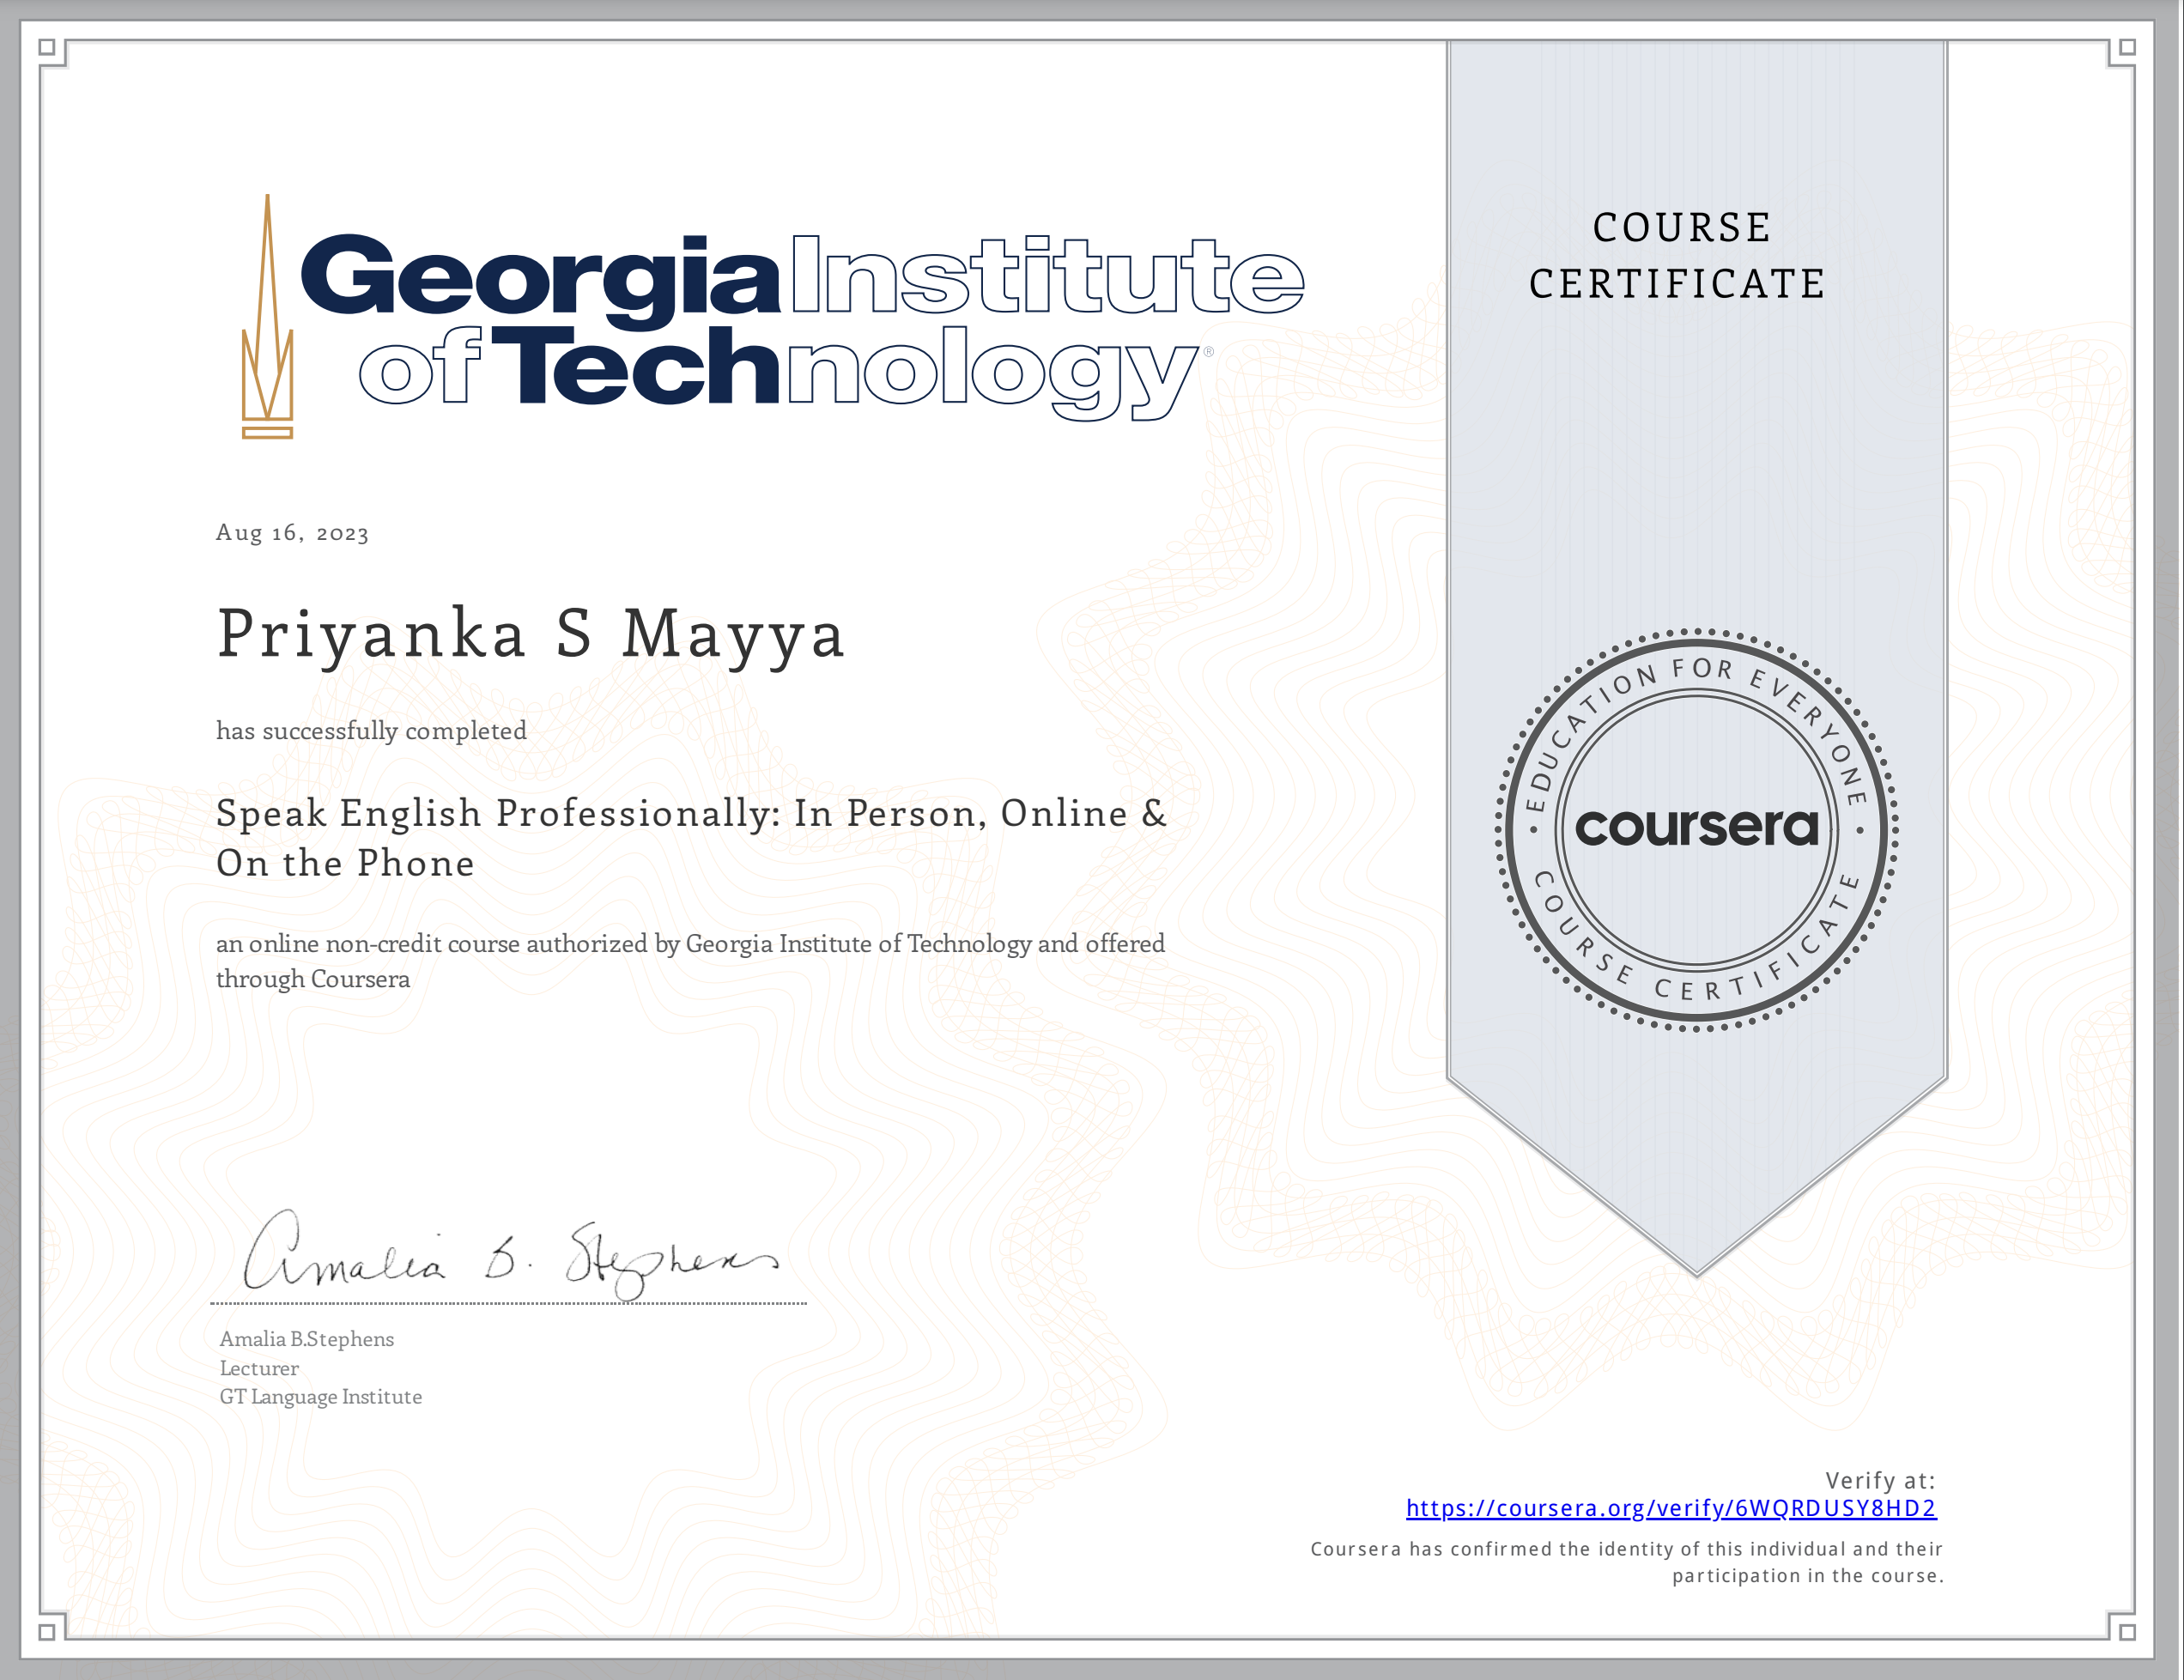 Georgia Institute
of Technology®
COURSE
CERTIFICATE
Aug 16, 2023
Priyanka S Mayya
has successfully completed
Speak English Professionally: In Person, Online &
On the Phone
an online non-credit course authorized by Georgia Institute of Technology and offered
through Coursera
EDUCATION FOR EVERYONE
coursera
COURSE CERTIFICATE
Amalia B. Stephens
Amalia B.Stephens
Lecturer
GT Language Institute
Verify at:
https://coursera.org/verify/6WQRDUSY8HD2
Coursera has confirmed the identity of this individual and their
participation in the course.